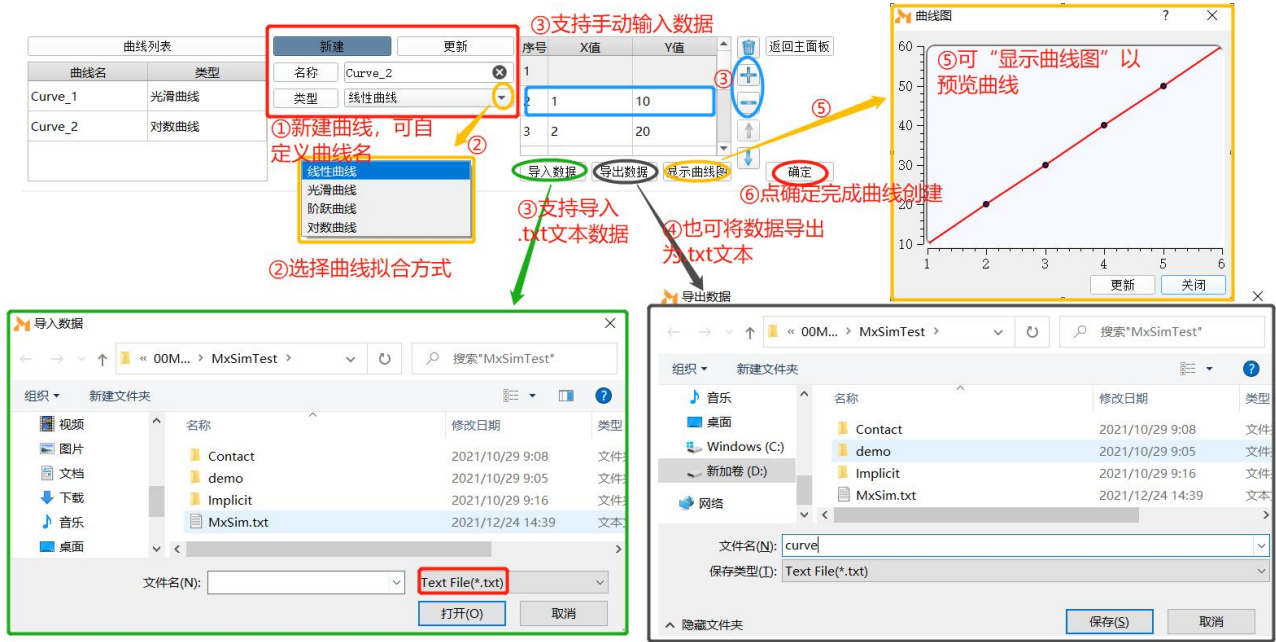 ③支持手动输入数据
曲线列表
新建
更新
序号 X值 Y值
返回主面板
曲线名 类型
名称 Curve_2
1
③
Curve_1 光滑曲线
类型 线性曲线
2 1 10
Curve_2 对数曲线
①新建曲线，可自
定义曲线名
②
3 2 20
⑤
线性曲线
光滑曲线
阶跃曲线
对数曲线
②选择曲线拟合方式
导入数据 导出数据 显示曲线图 确定
③支持导入
.txt文本数据
④也可将数据导出
为.txt文本
⑥点确定完成曲线创建
曲线图 ?
⑤可“显示曲线图”以
预览曲线
60
50
40
30
20
10
1 2 3 4 5 6
更新 关闭
导入数据
« 00M... > MxSimTest >
搜索"MxSimTest"
组织 新建文件夹 ?
视频
图片
文档
下载
音乐
桌面
名称 修改日期 类型
Contact 2021/10/29 9:08 文件
demo 2021/10/29 9:05 文件
Implicit 2021/10/29 9:16 文件
MxSim.txt 2021/12/24 14:39 文本
文件名(N): Text File(*.txt)
打开(O) 取消
导出数据
« 00M... > MxSimTest >
搜索"MxSimTest"
组织 新建文件夹 ?
音乐
桌面
Windows (C:)
新加卷 (D:)
网络
名称 修改日期 类型
Contact 2021/10/29 9:08 文件
demo 2021/10/29 9:05 文件
Implicit 2021/10/29 9:16 文件
MxSim.txt 2021/12/24 14:39 文本
文件名(N): curve
保存类型(T): Text File(*.txt)
隐藏文件夹 保存(S) 取消